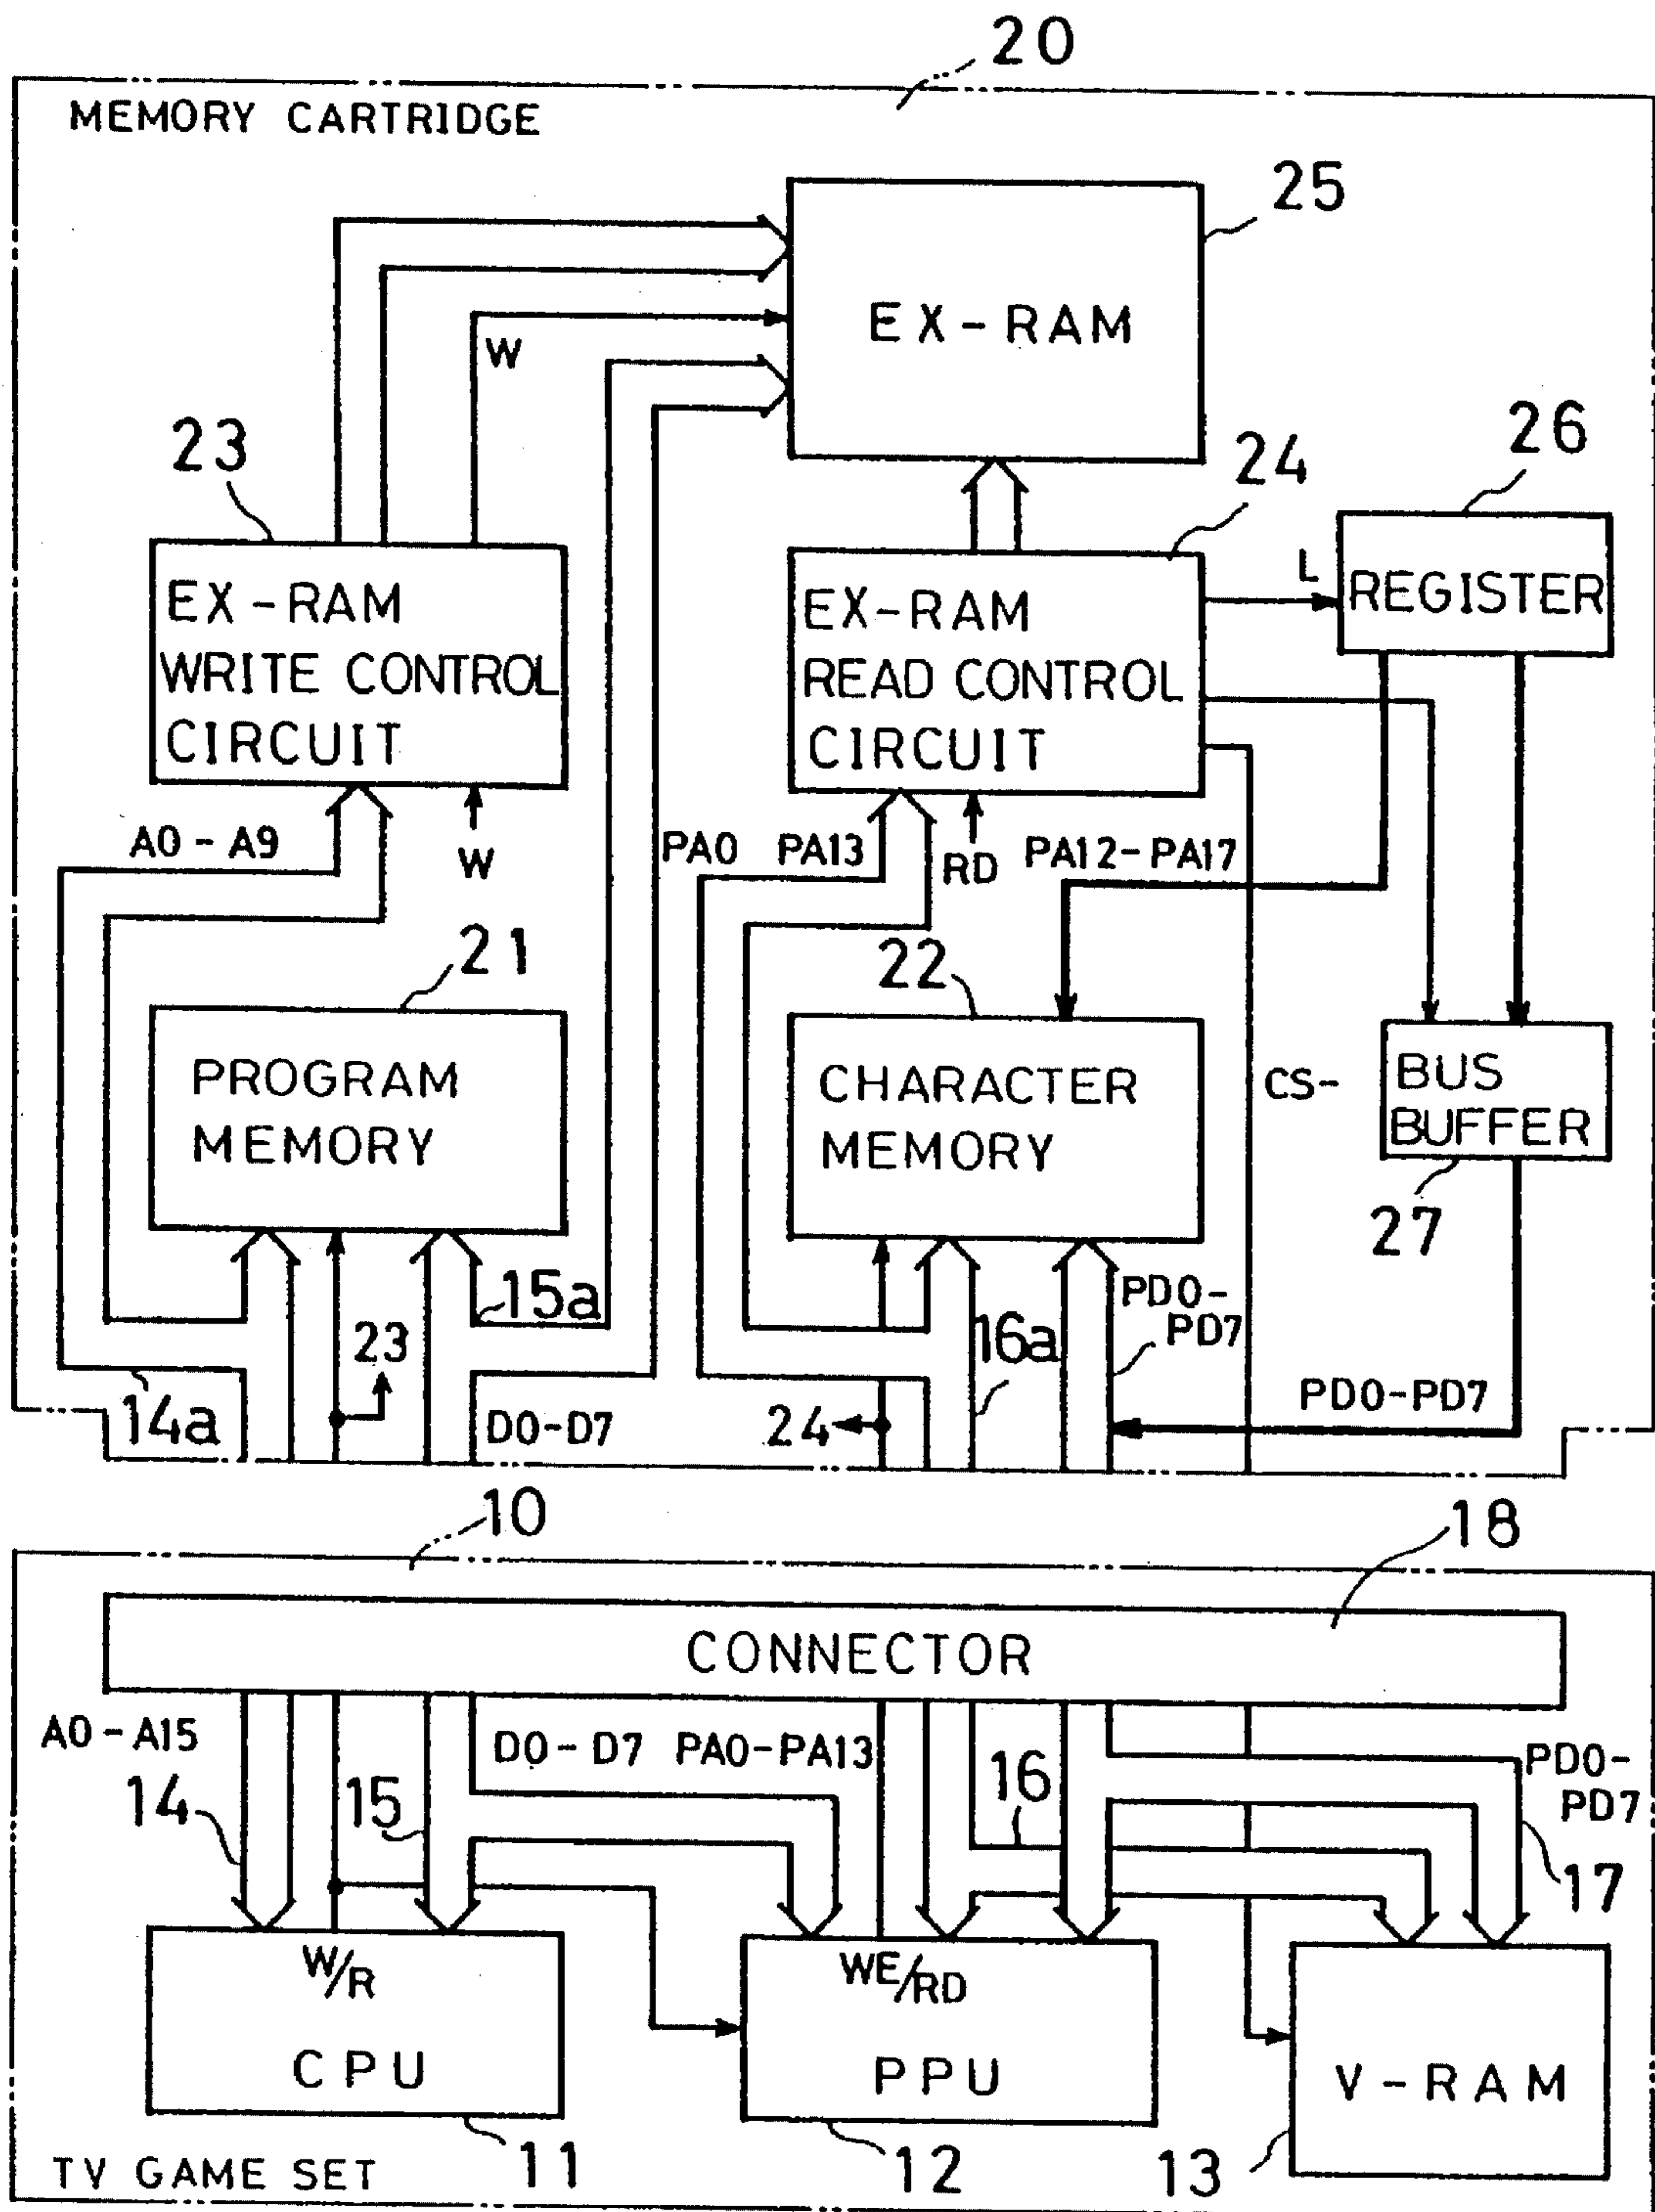 20
MEMORY CARTRIDGE
25
EX-RAM
W
23
24
26
EX-RAM
WRITE CONTROL
CIRCUIT
EX-RAM
READ CONTROL
CIRCUIT
L
REGISTER
A0-A9
W
PA0 PA13
RD
PA12-PA17
21
22
PROGRAM
MEMORY
CHARACTER
MEMORY
CS-
BUS
BUFFER
27
15a
23
14a
D0-D7
24
16a
PD0-
PD7
PD0-PD7
10
18
CONNECTOR
A0-A15
14
15
D0-D7
PA0-PA13
16
PD0-
PD7
17
W/R
CPU
WE/RD
PPU
V-RAM
11
12
13
TV GAME SET